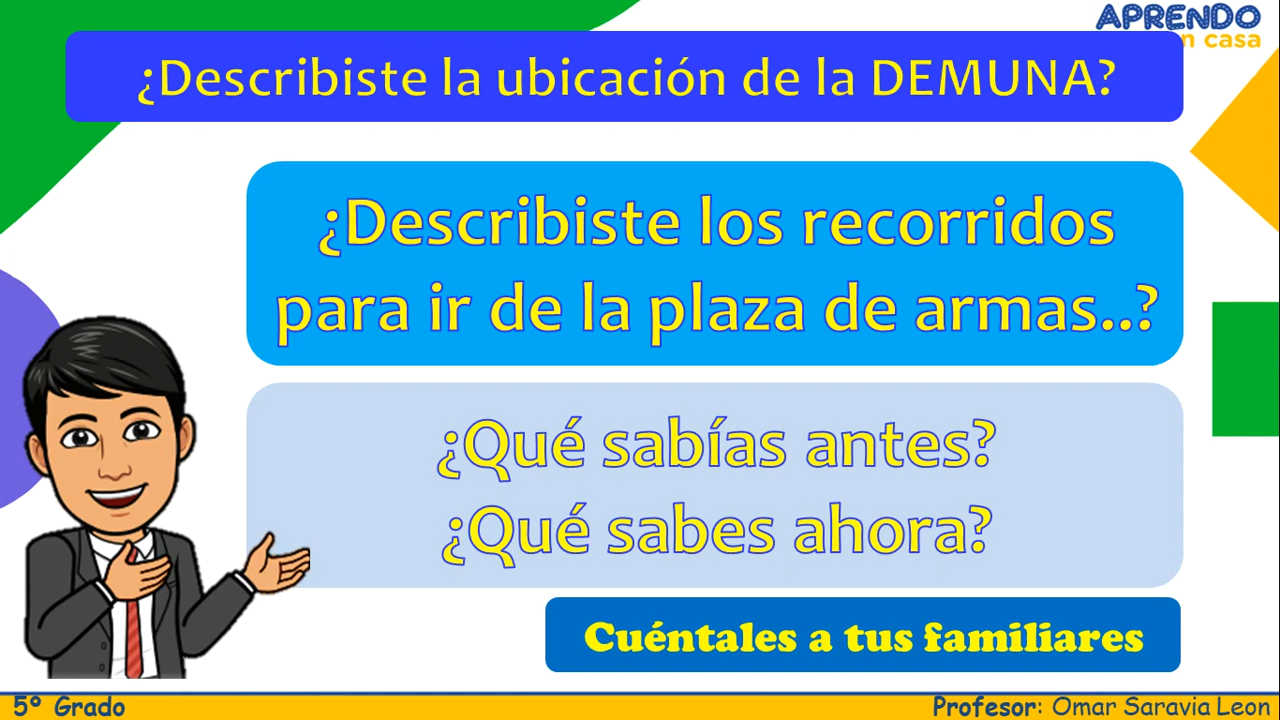 APRENDO
n casa
¿Describiste la ubicación de la DEMUNA?
¿Describiste los recorridos
para ir de la plaza de armas..?
¿Qué sabías antes?
¿Qué sabes ahora?
Cuéntales a tus familiares
5º Grado
Profesor: Omar Saravia Leon